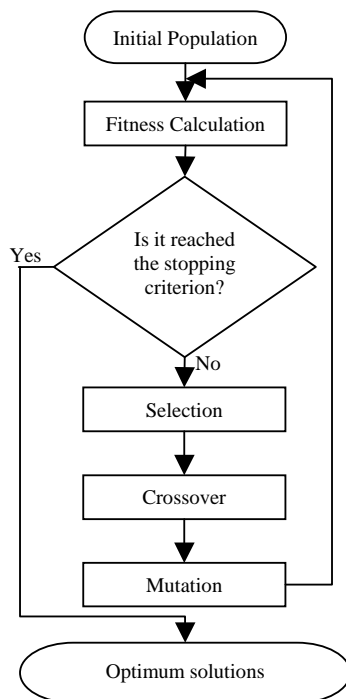 Initial Population
Fitness Calculation
Yes
Is it reached
the stopping
criterion?
No
Selection
Crossover
Mutation
Optimum solutions